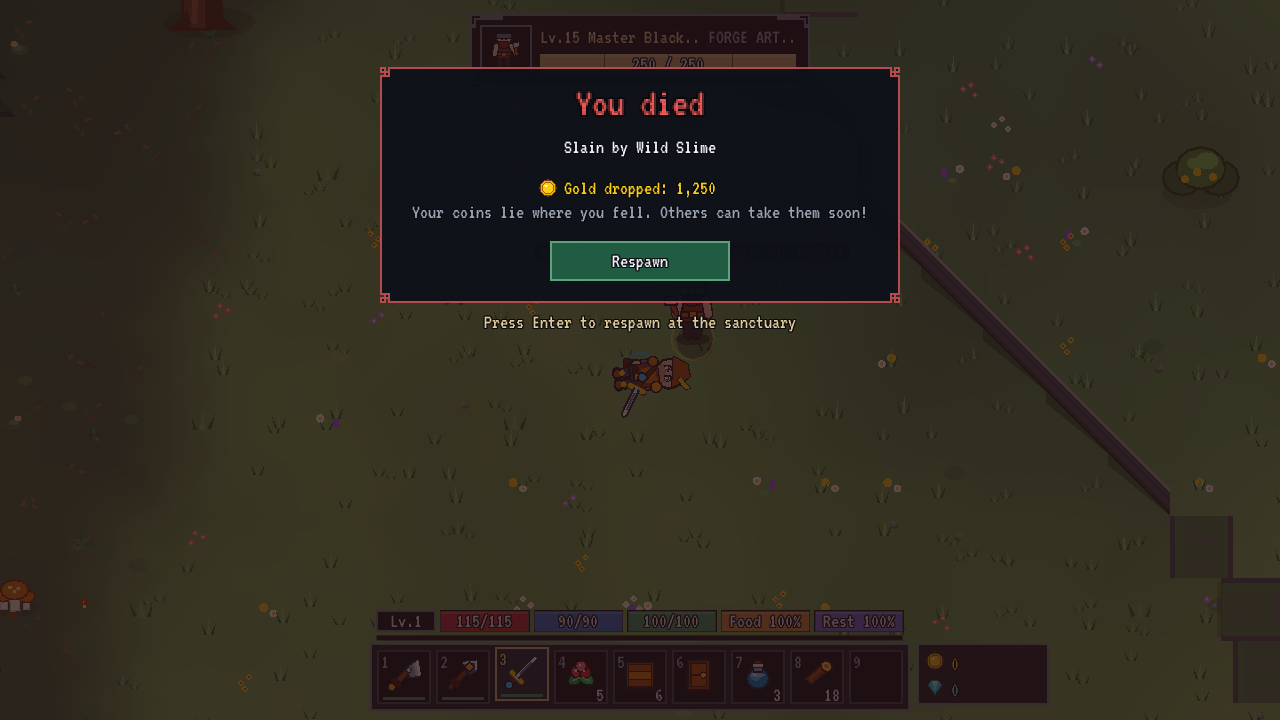 Lv.15 Master Black.. FORGE ART..
250 / 250
You died
Slain by Wild Slime
Gold dropped: 1,250
Your coins lie where you fell. Others can take them soon!
Respawn
Press Enter to respawn at the sanctuary
Lv.1 115/115 90/90 100/100 Food 100% Rest 100%
1 2 3 4 5 6 7 8 9
5 6 3 18
0
0